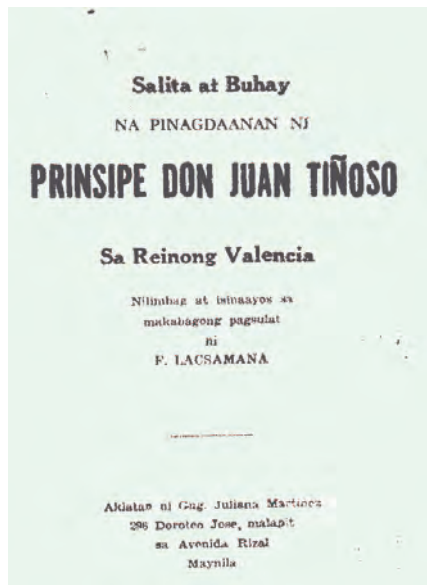 Salita at Buhay
NA PINAGDAANAN NI
PRINSIPE DON JUAN TIÑOSO
Sa Reinong Valencia
Nilimbag at isinaayos sa
makabagong pagsulat
ni
F. LACSAMANA
Aklatan ni Gng. Juliana Martinez
296 Doroteo Jose, malapit
sa Avenida Rizal
Maynila